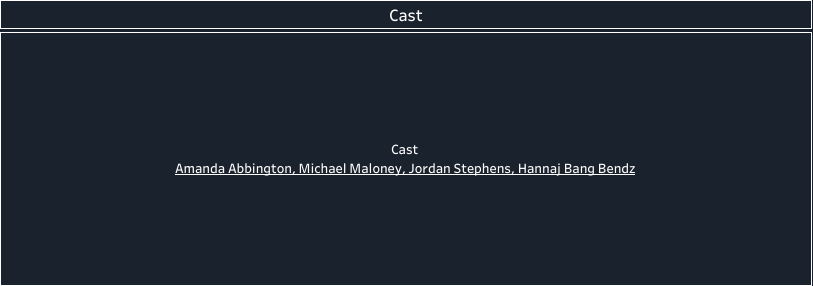 Cast
Cast
Amanda Abbington, Michael Maloney, Jordan Stephens, Hannaj Bang Bendz